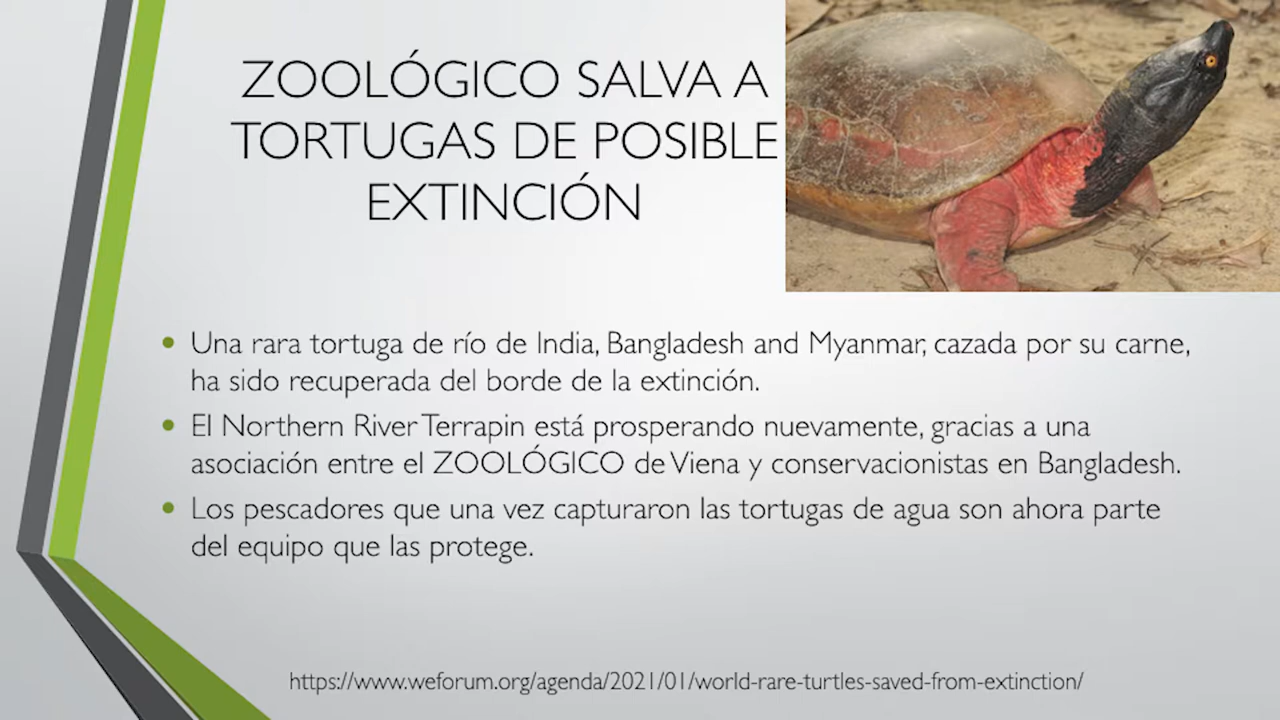 ZOOLÓGICO SALVA A
TORTUGAS DE POSIBLE
EXTINCIÓN
• Una rara tortuga de río de India, Bangladesh and Myanmar, cazada por su carne,
ha sido recuperada del borde de la extinción.
• El Northern River Terrapin está prosperando nuevamente, gracias a una
asociación entre el ZOOLÓGICO de Viena y conservacionistas en Bangladesh.
• Los pescadores que una vez capturaron las tortugas de agua son ahora parte
del equipo que las protege.
https://www.weforum.org/agenda/2021/01/world-rare-turtles-saved-from-extinction/